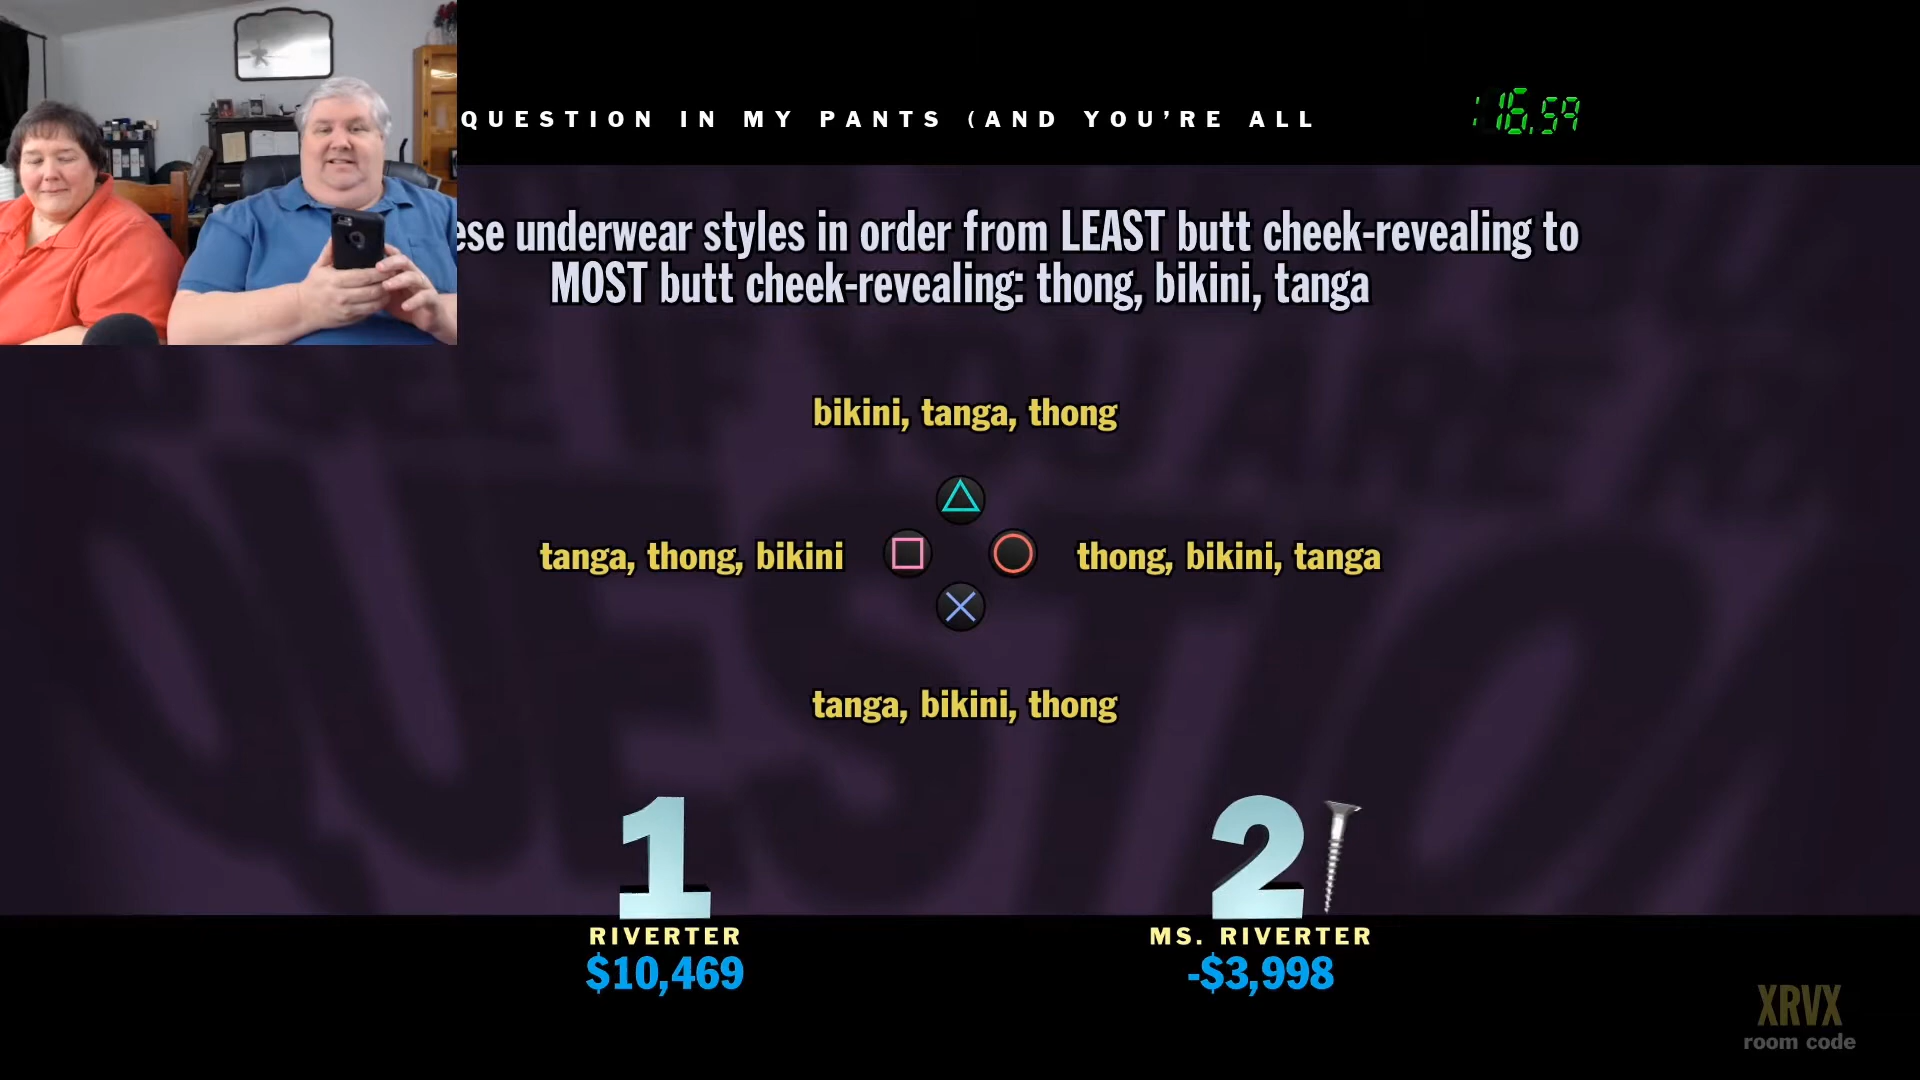 QUESTION IN MY PANTS (AND YOU'RE ALL
16.59
ese underwear styles in order from LEAST butt cheek-revealing to
MOST butt cheek-revealing: thong, bikini, tanga
bikini, tanga, thong
tanga, thong, bikini
thong, bikini, tanga
tanga, bikini, thong
1
2
RIVERTER
$10,469
MS. RIVERTER
-$3,998
XRVX
room code